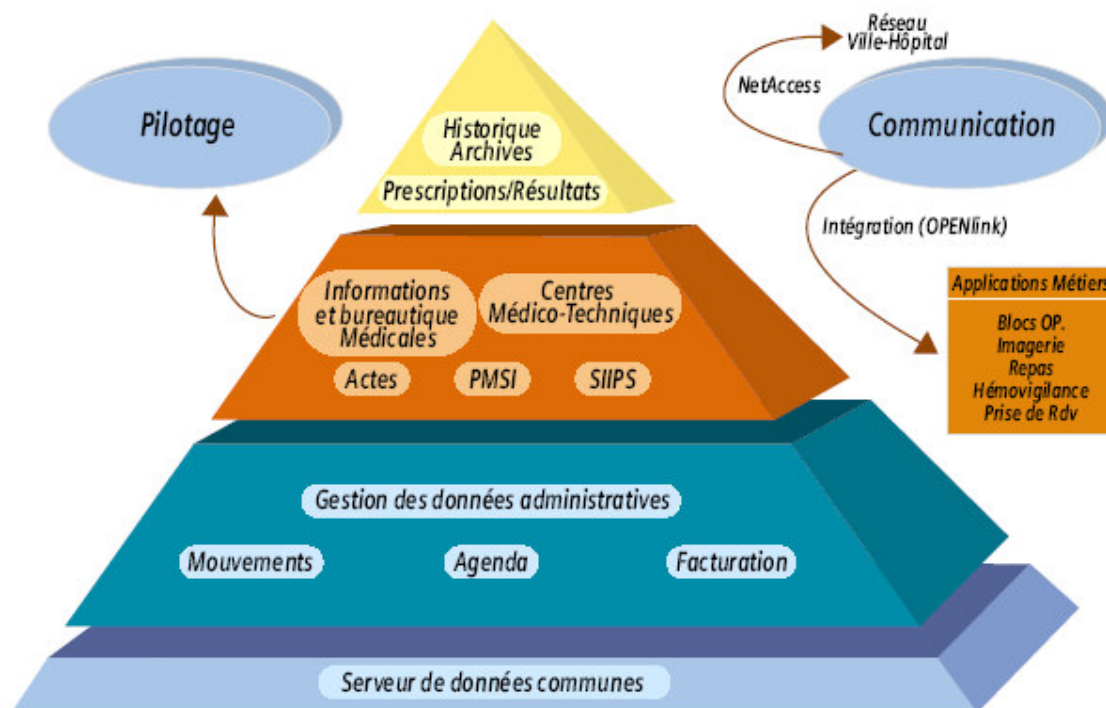 Réseau
Ville-Hôpital
NetAccess
Pilotage
Communication
Historique
Archives
Prescriptions/Résultats
Intégration (OPENlink)
Informations
et bureautique
Médicales
Centres
Médico-Techniques
Actes
PMSI
SIIPS
Applications Métiers
Blocs OP.
Imagerie
Repas
Hémovigilance
Prise de Rdv
Gestion des données administratives
Mouvements
Agenda
Facturation
Serveur de données communes